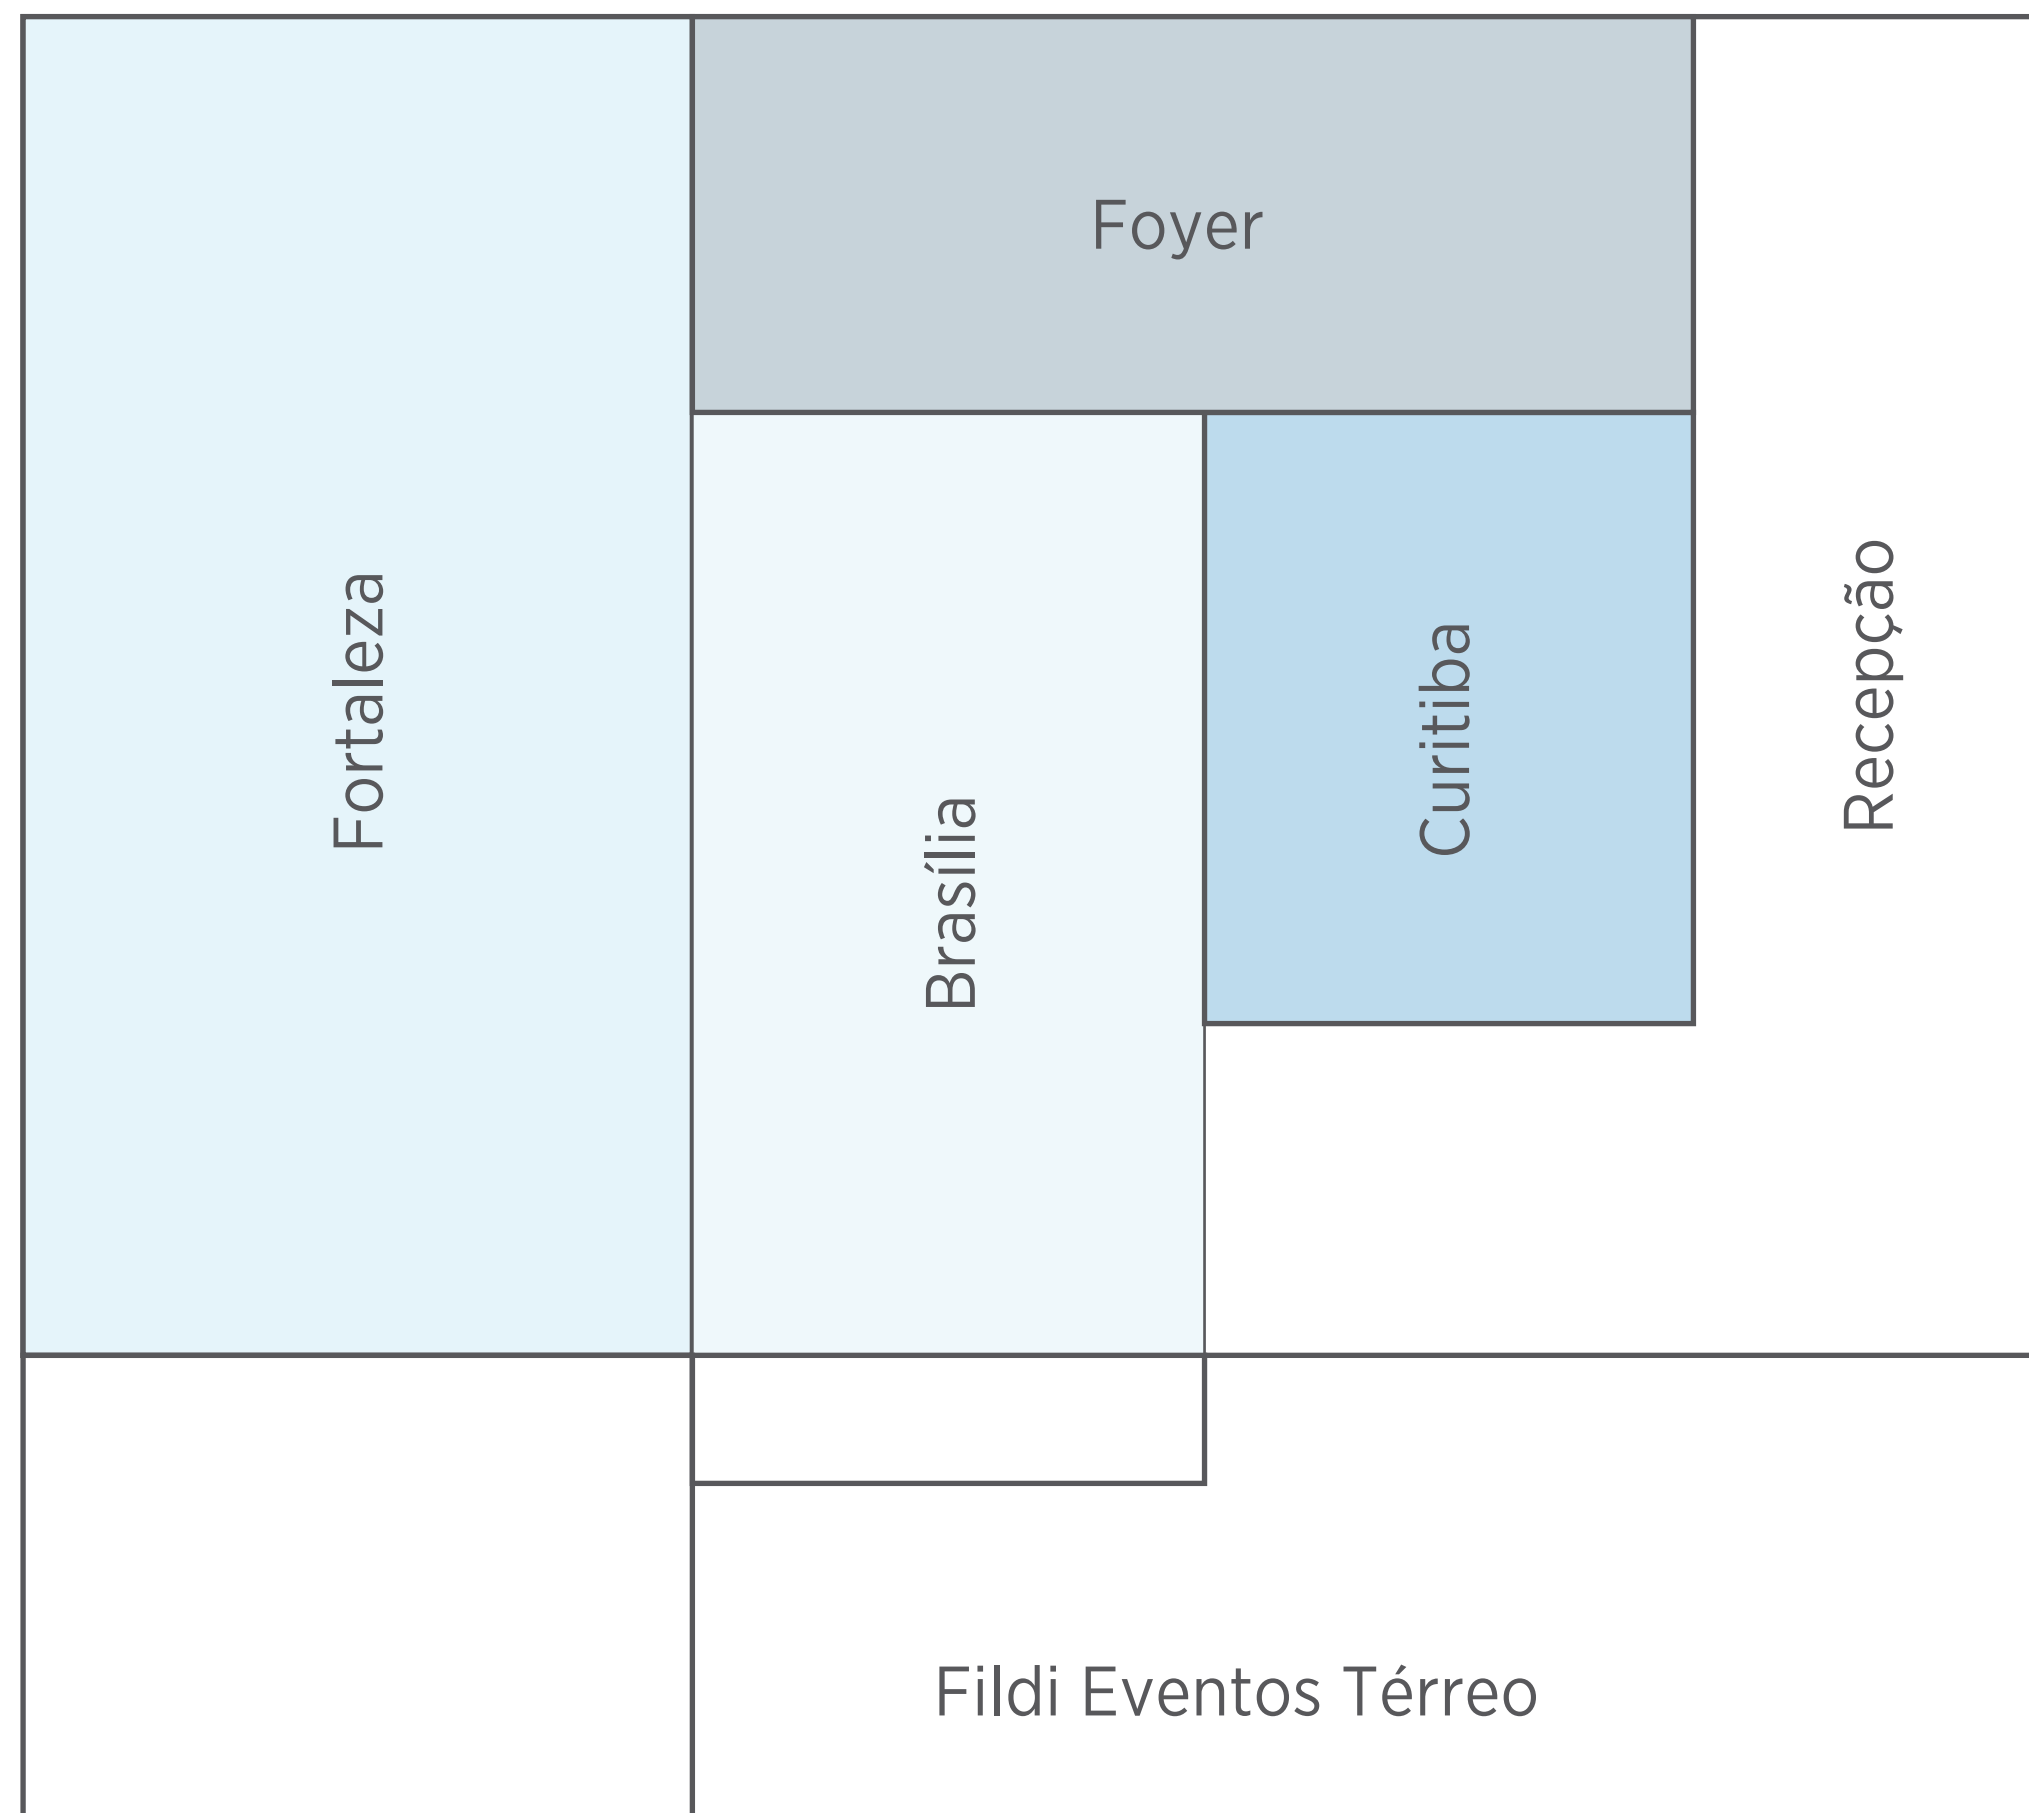 Foyer
Fortaleza
Brasília
Curitiba
Recepção
Fildi Eventos Térreo